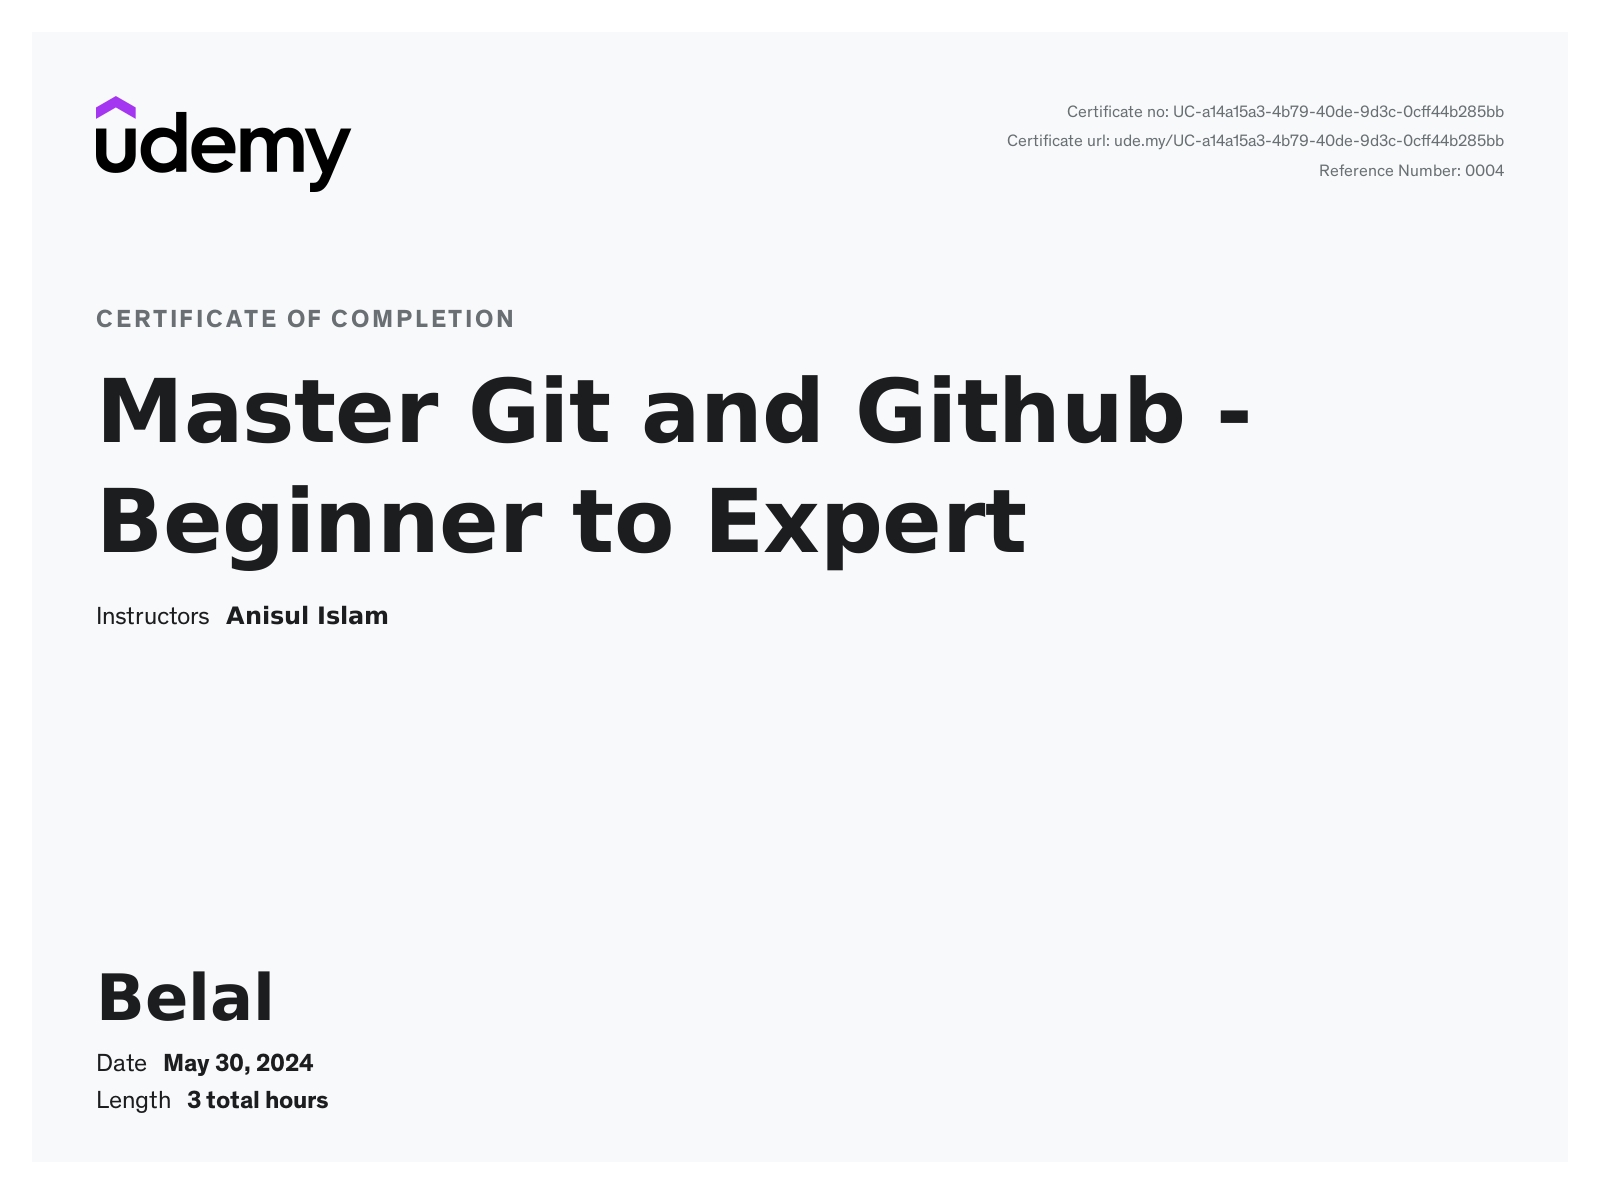 udemy
Certificate no: UC-a14a15a3-4b79-40de-9d3c-0cff44b285bb
Certificate url: ude.my/UC-a14a15a3-4b79-40de-9d3c-0cff44b285bb
Reference Number: 0004
CERTIFICATE OF COMPLETION
Master Git and Github -
Beginner to Expert
Instructors Anisul Islam
Belal
Date May 30, 2024
Length 3 total hours